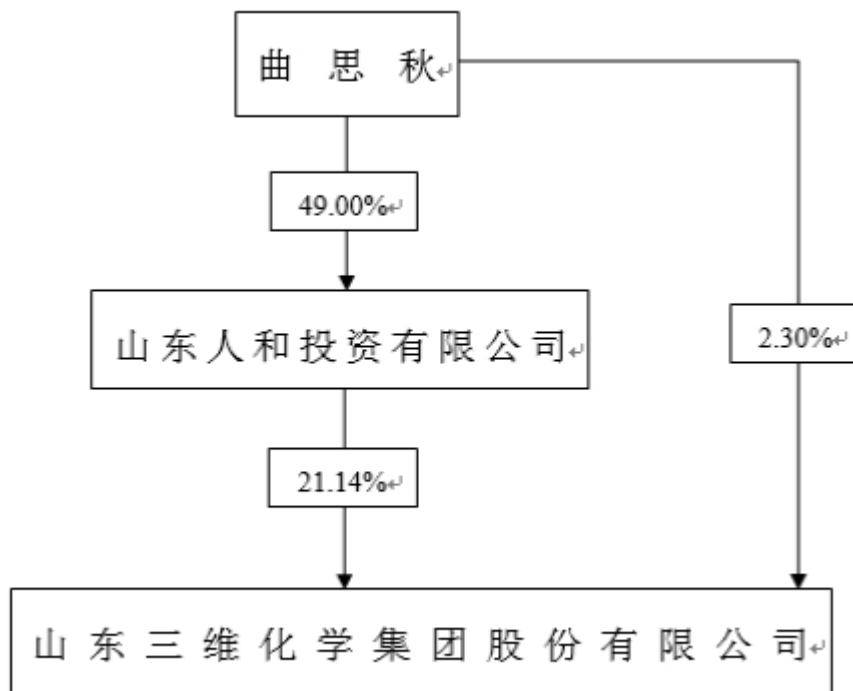 曲思秋
49.00%
山东人和投资有限公司
2.30%
21.14%
山东三维化学集团股份有限公司